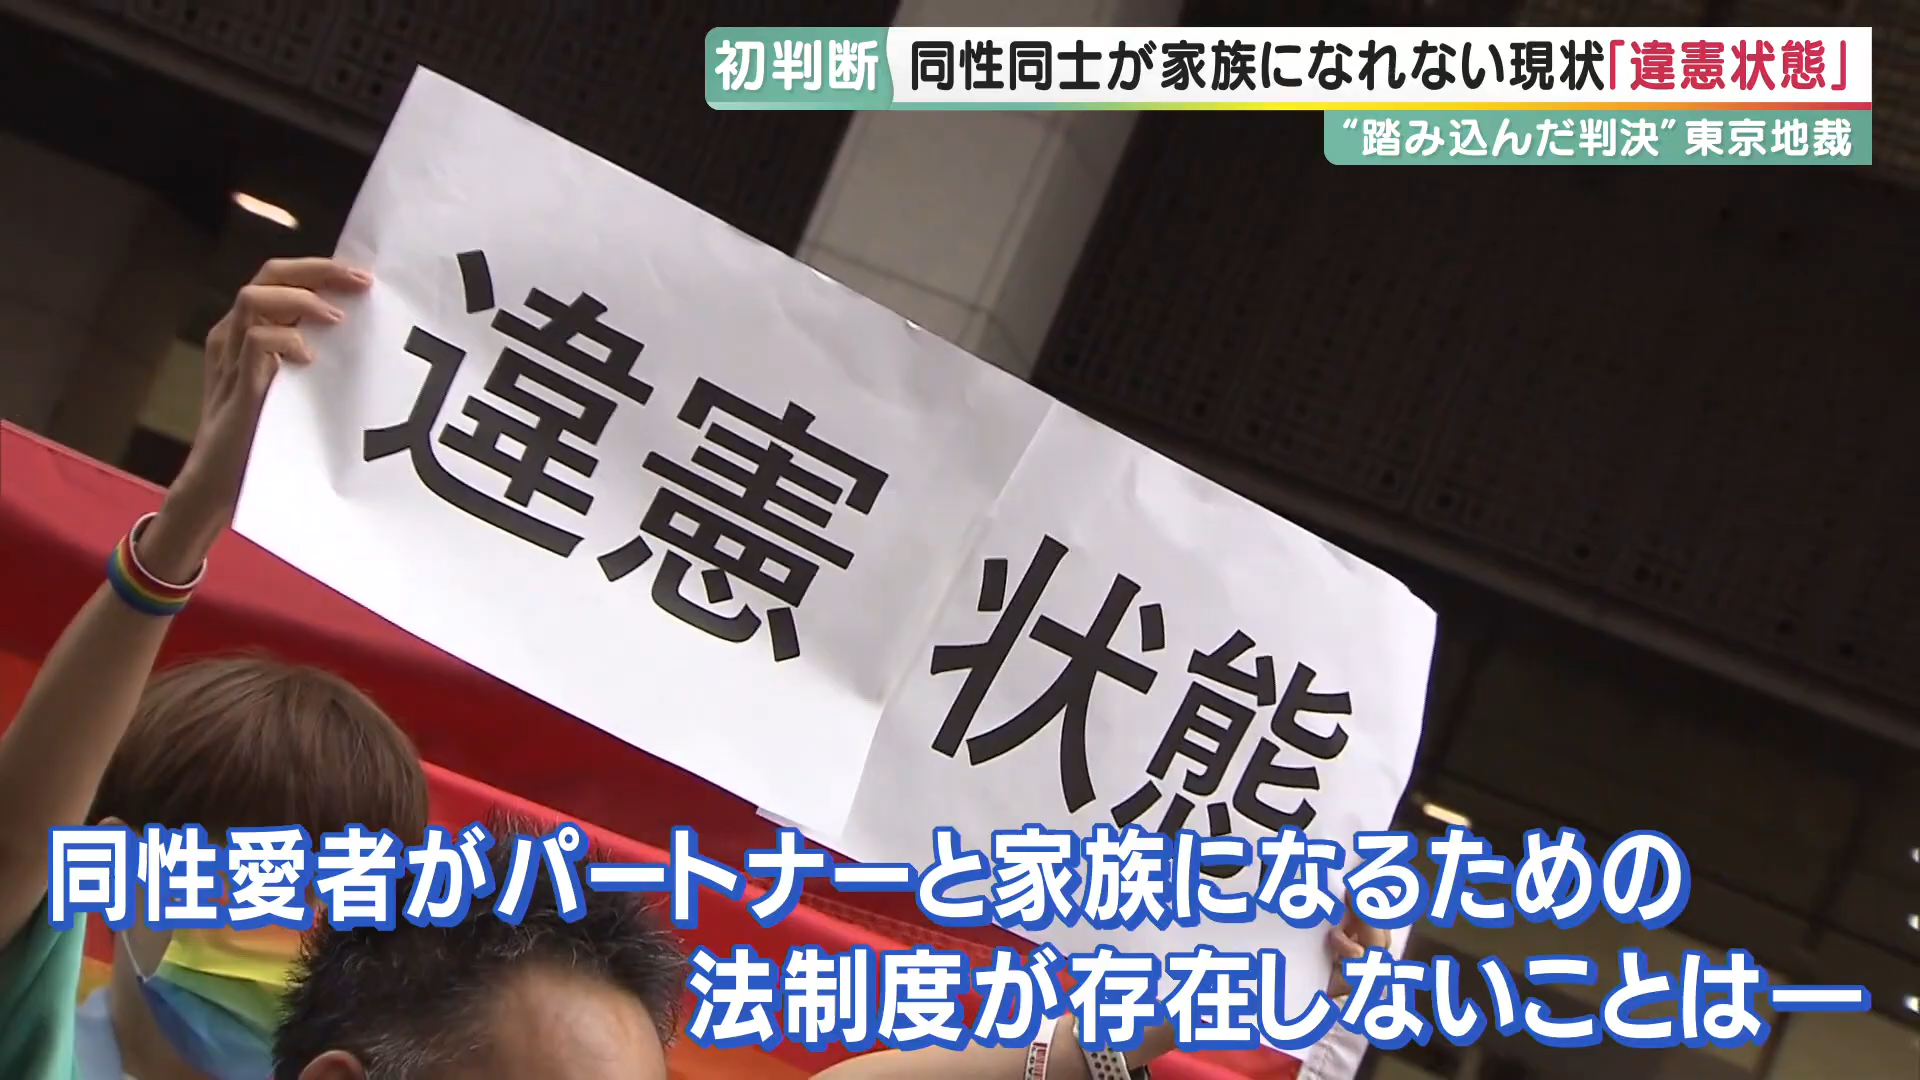 初判断 同性同士が家族になれない現状「違憲状態」
“踏み込んだ判決”東京地裁
違憲 状態
同性愛者がパートナーと家族になるための
法制度が存在しないことは―